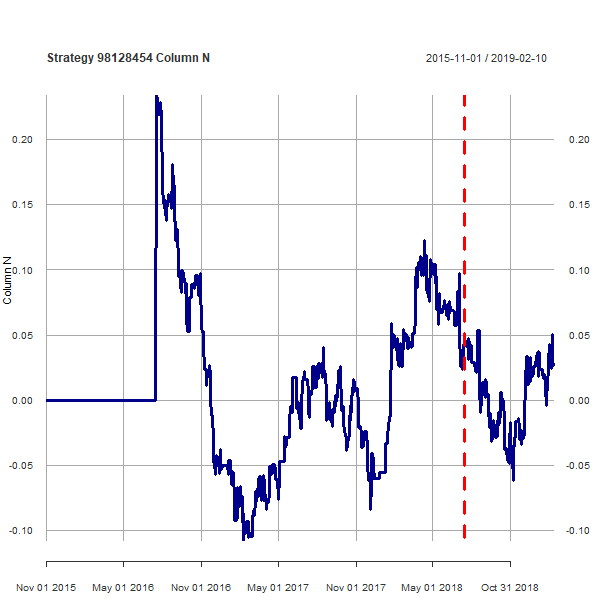 Strategy 98128454 Column N
2015-11-01 / 2019-02-10
Column N
0.20
0.15
0.10
0.05
0.00
-0.05
-0.10
0.20
0.15
0.10
0.05
0.00
-0.05
-0.10
Nov 01 2015
May 01 2016
Nov 01 2016
May 01 2017
Nov 01 2017
May 01 2018
Oct 31 2018